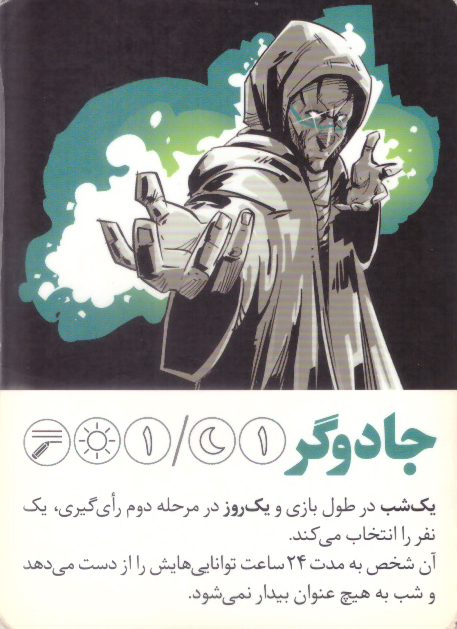 جادوگر ۱ / ۱
یک‌شب در طول بازی و یک‌روز در مرحله دوم رأی‌گیری، یک
نفر را انتخاب می‌کند.
آن شخص به مدت ۲۴ساعت توانایی‌هایش را از دست می‌دهد
و شب به هیچ عنوان بیدار نمی‌شود.